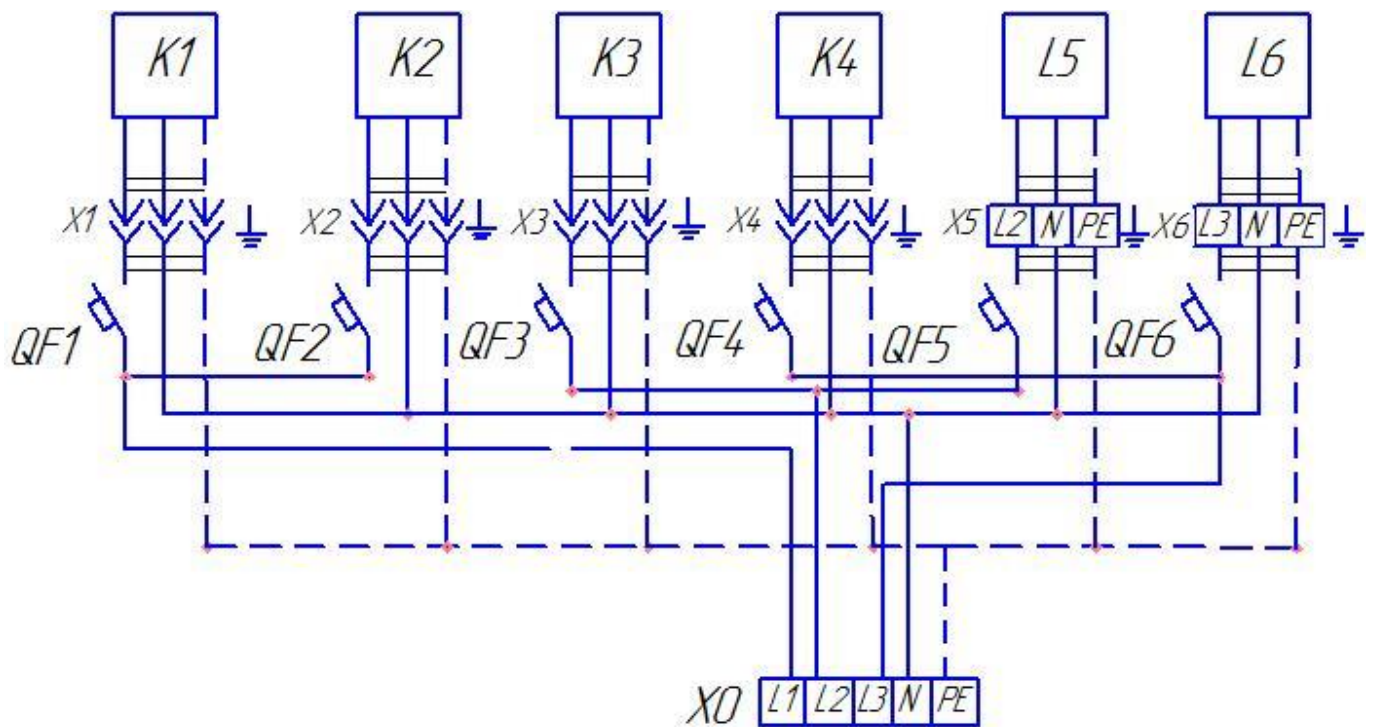 K1 K2 K3 K4 L5 L6
X1 X2 X3 X4 X5 L2 N PE X6 L3 N PE
QF1 QF2 QF3 QF4 QF5 QF6
X0 L1 L2 L3 N PE